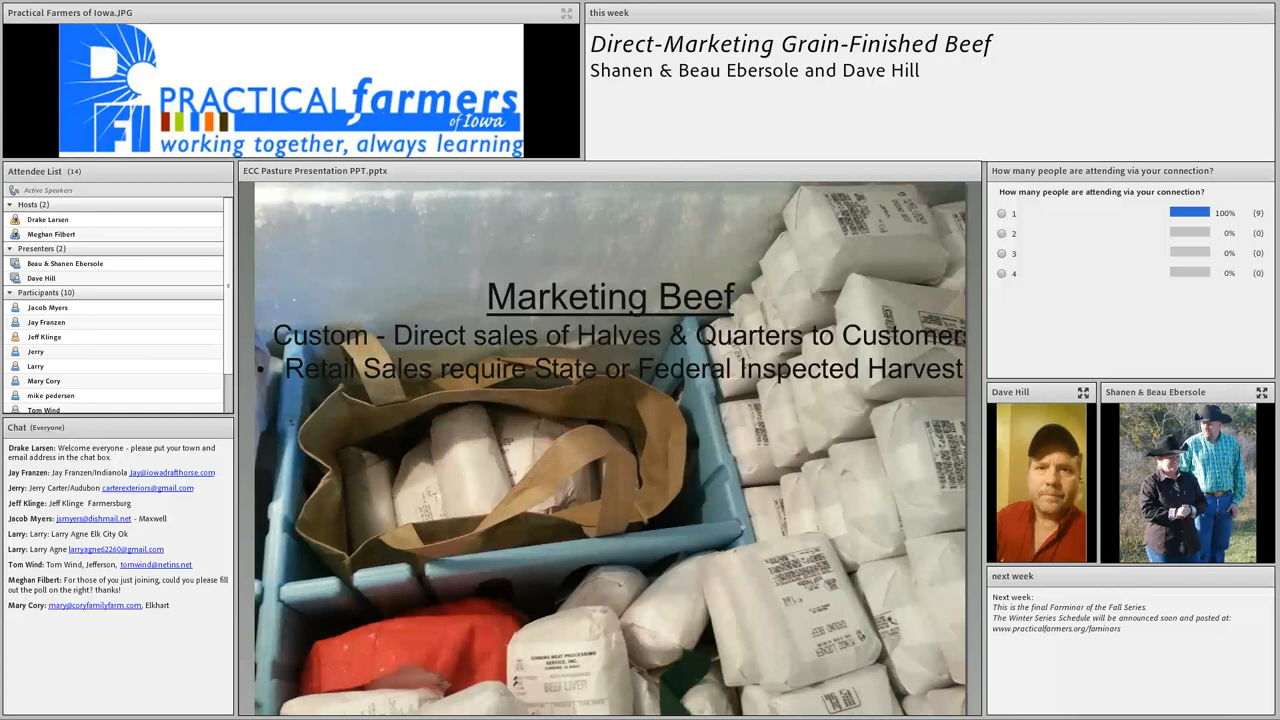 Practical Farmers of Iowa.JPG
PFI
PRACTICAL farmers
of Iowa
working together, always learning
this week
Direct-Marketing Grain-Finished Beef
Shanen & Beau Ebersole and Dave Hill
Attendee List (14)
Active Speakers
Hosts (2)
Drake Larsen
Meghan Filbert
Presenters (2)
Beau & Shanen Ebersole
Dave Hill
Participants (10)
Jacob Myers
Jay Franzen
Jeff Klinge
Jerry
Larry
Mary Cory
mike pedersen
Tom Wind
Chat (Everyone)
Drake Larsen: Welcome everyone - please put your town and
email address in the chat box
Jay Franzen: Jay Franzen/Indianola Jay@iowadrafthorse.com
Jerry: Jerry Carter/Audubon carterexteriors@gmail.com
Jeff Klinge: Jeff Klinge Farmersburg
Jacob Myers: jsmyers@dishmail.net - Maxwell
Larry: Larry: Larry Agne Elk City Ok
Larry: Larry Agne larryagne62260@gmail.com
Tom Wind: Tom Wind, Jefferson, tomwind@netins.net
Meghan Filbert: For those of you just joining, could you please fill
out the poll on the right? thanks!
Mary Cory: mary@coryfamilyfarm.com, Elkhart
ECC Pasture Presentation PPT.pptx
Marketing Beef
Custom - Direct sales of Halves & Quarters to Customer
• Retail Sales require State or Federal Inspected Harvest
CORNING MEAT PROCESSING
SERVICE, INC.
BEEF LIVER
How many people are attending via your connection?
How many people are attending via your connection?
1 100% (9)
2 0% (0)
3 0% (0)
4 0% (0)
Dave Hill
Shanen & Beau Ebersole
next week
Next week:
This is the final Farminar of the Fall Series
The Winter Series Schedule will be announced soon and posted at:
www.practicalfarmers.org/faminars